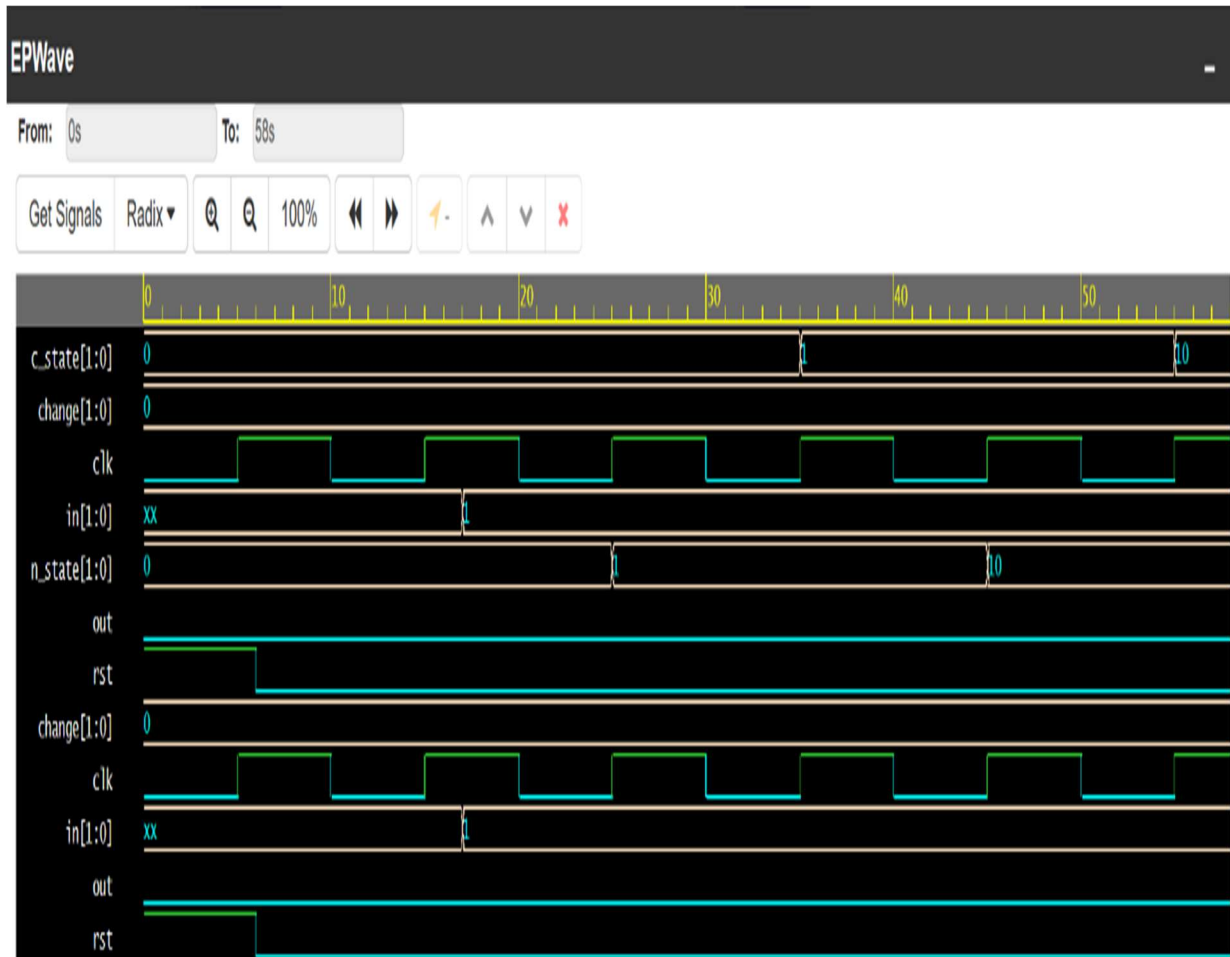 EPWave
From: 0s To: 58s
Get Signals Radix▾ 100% -
0 10 20 30 40 50
c_state[1:0] 0 1 10
change[1:0] 0
clk
in[1:0] xx 1
n_state[1:0] 0 1 10
out
rst
change[1:0] 0
clk
in[1:0] xx 1
out
rst